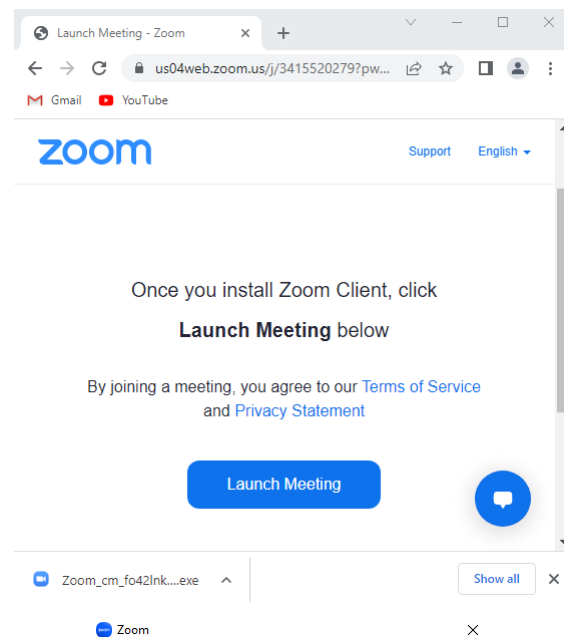 Launch Meeting - Zoom
us04web.zoom.us/j/3415520279?pw...
Gmail YouTube
zoom Support English
Once you install Zoom Client, click
Launch Meeting below
By joining a meeting, you agree to our Terms of Service
and Privacy Statement
Launch Meeting
Zoom_cm_fo42lnk....exe Show all
zoom Zoom